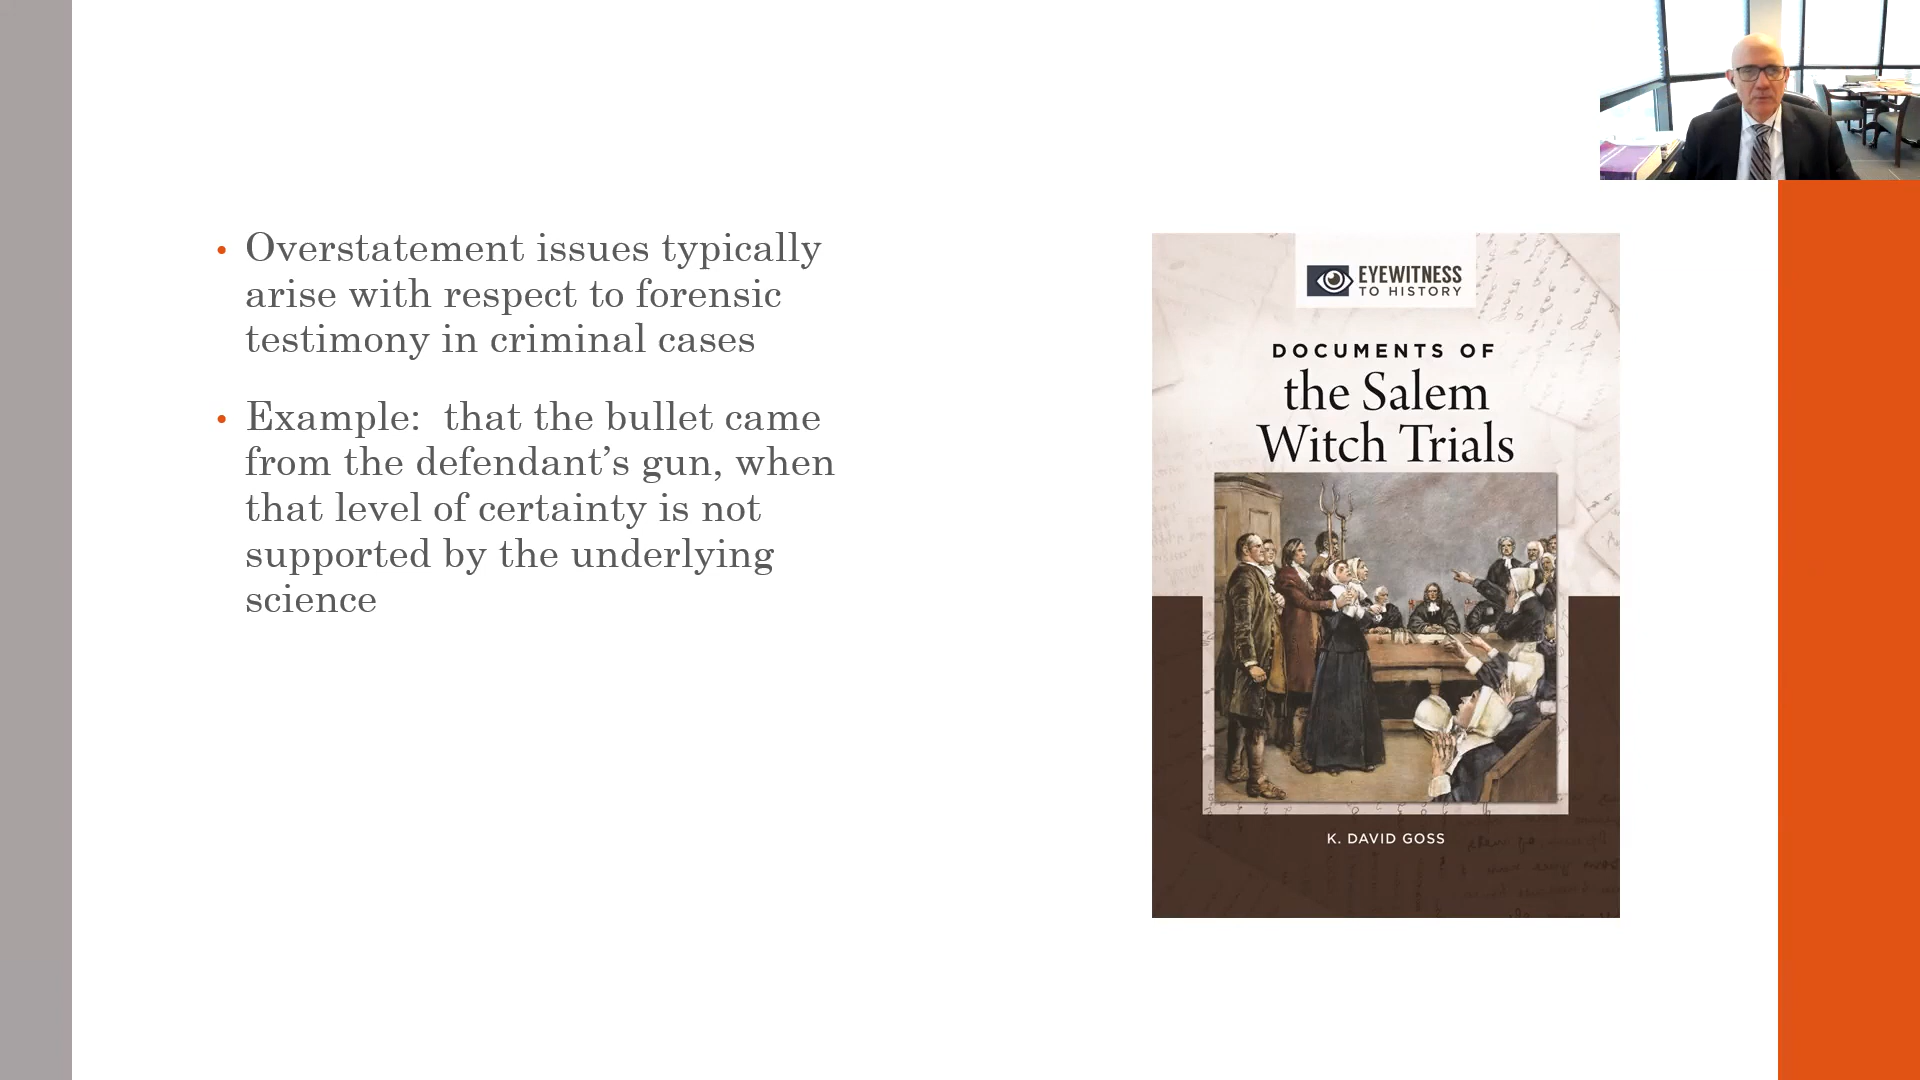 • Overstatement issues typically
arise with respect to forensic
testimony in criminal cases
• Example:  that the bullet came
from the defendant’s gun, when
that level of certainty is not
supported by the underlying
science
EYEWITNESS
TO HISTORY
DOCUMENTS OF
the Salem
Witch Trials
K. DAVID GOSS